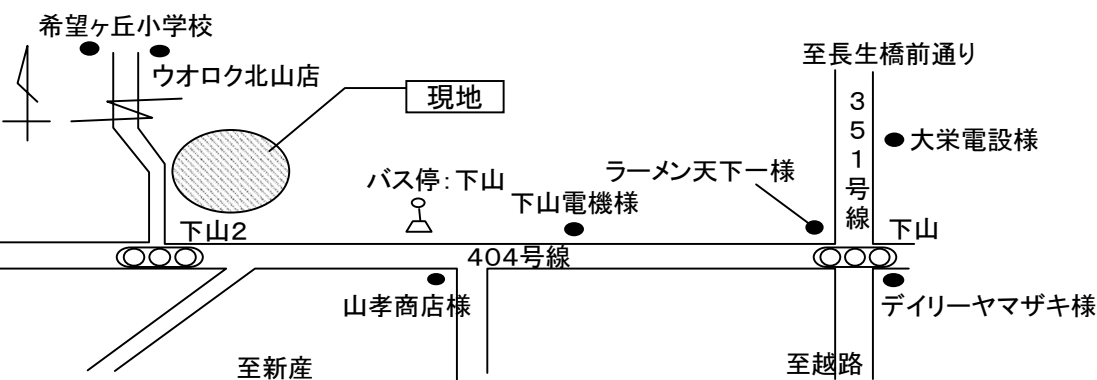 希望ヶ丘小学校
ウオロク北山店
現地
至長生橋前通り
351号線
大栄電設様
ラーメン天下一様
バス停：下山
下山電機様
下山2
下山
404号線
山孝商店様
デイリーヤマザキ様
至新産
至越路